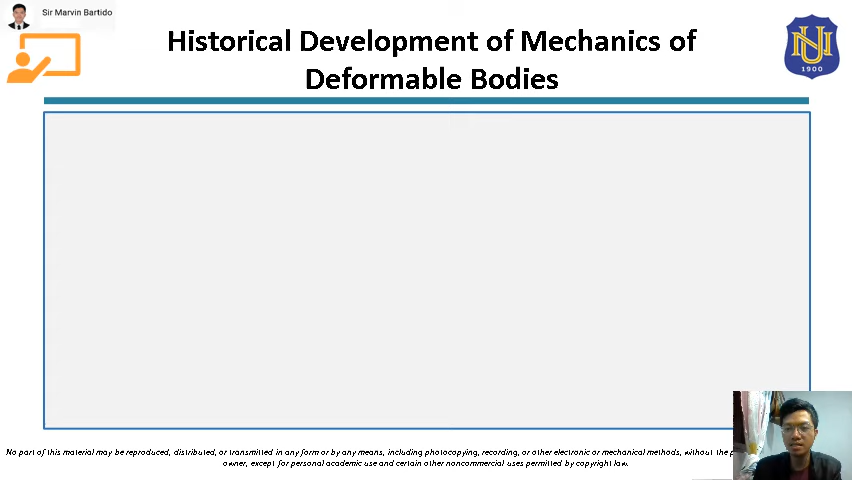 Sir Marvin Bartido
Historical Development of Mechanics of
Deformable Bodies
NU
1900
No part of this material may be reproduced, distributed, or transmitted in any form or by any means, including photocopying, recording, or other electronic or mechanical methods, without the
owner, except for personal academic use and certain other noncommercial uses permitted by copyright law.